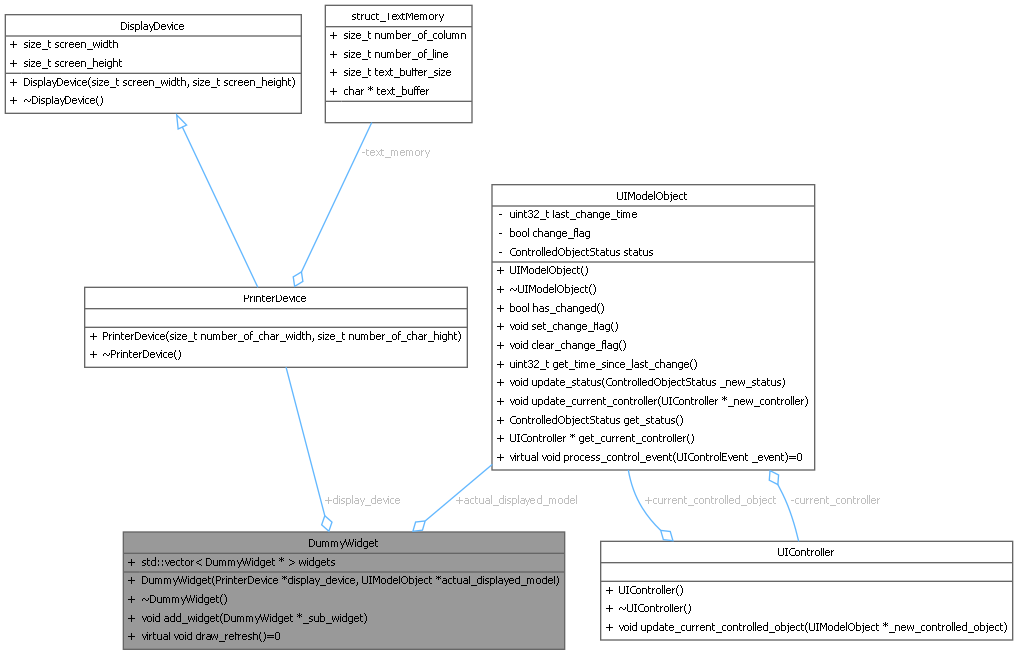 DisplayDevice
+ size_t screen_width
+ size_t screen_height
+ DisplayDevice(size_t screen_width, size_t screen_height)
+ ~DisplayDevice()
struct_TextMemory
+ size_t number_of_column
+ size_t number_of_line
+ size_t text_buffer_size
+ char * text_buffer
-text_memory
PrinterDevice
+ PrinterDevice(size_t number_of_char_width, size_t number_of_char_hight)
+ ~PrinterDevice()
UIModelObject
- uint32_t last_change_time
- bool change_flag
- ControlledObjectStatus status
+ UIModelObject()
+ ~UIModelObject()
+ bool has_changed()
+ void set_change_flag()
+ void clear_change_flag()
+ uint32_t get_time_since_last_change()
+ void update_status(ControlledObjectStatus _new_status)
+ void update_current_controller(UIController *_new_controller)
+ ControlledObjectStatus get_status()
+ UIController * get_current_controller()
+ virtual void process_control_event(UIControlEvent _event)=0
+display_device
+actual_displayed_model
+current_controlled_object
-current_controller
DummyWidget
+ std::vector< DummyWidget * > widgets
+ DummyWidget(PrinterDevice *display_device, UIModelObject *actual_displayed_model)
+ ~DummyWidget()
+ void add_widget(DummyWidget *_sub_widget)
+ virtual void draw_refresh()=0
UIController
+ UIController()
+ ~UIController()
+ void update_current_controlled_object(UIModelObject *_new_controlled_object)